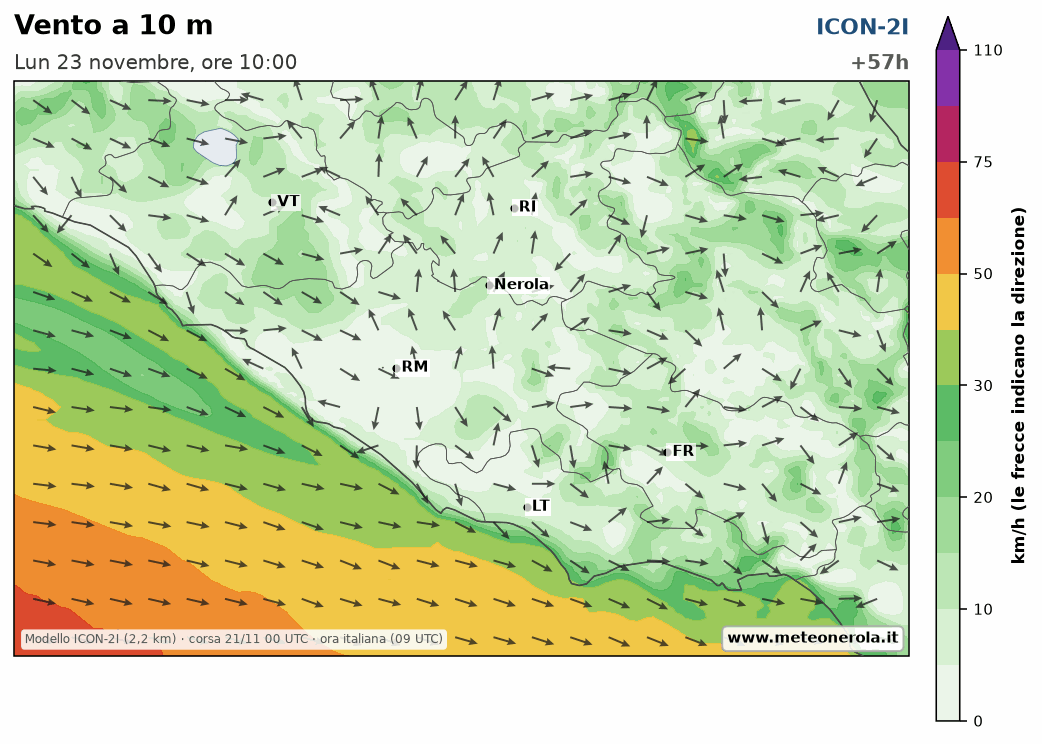 Vento a 10 m
ICON-2I
Lun 23 novembre, ore 10:00
+57h
VT
RI
Nerola
RM
FR
LT
Modello ICON-2I (2,2 km) · corsa 21/11 00 UTC · ora italiana (09 UTC)
www.meteonerola.it
110
75
50
30
20
10
0
km/h (le frecce indicano la direzione)